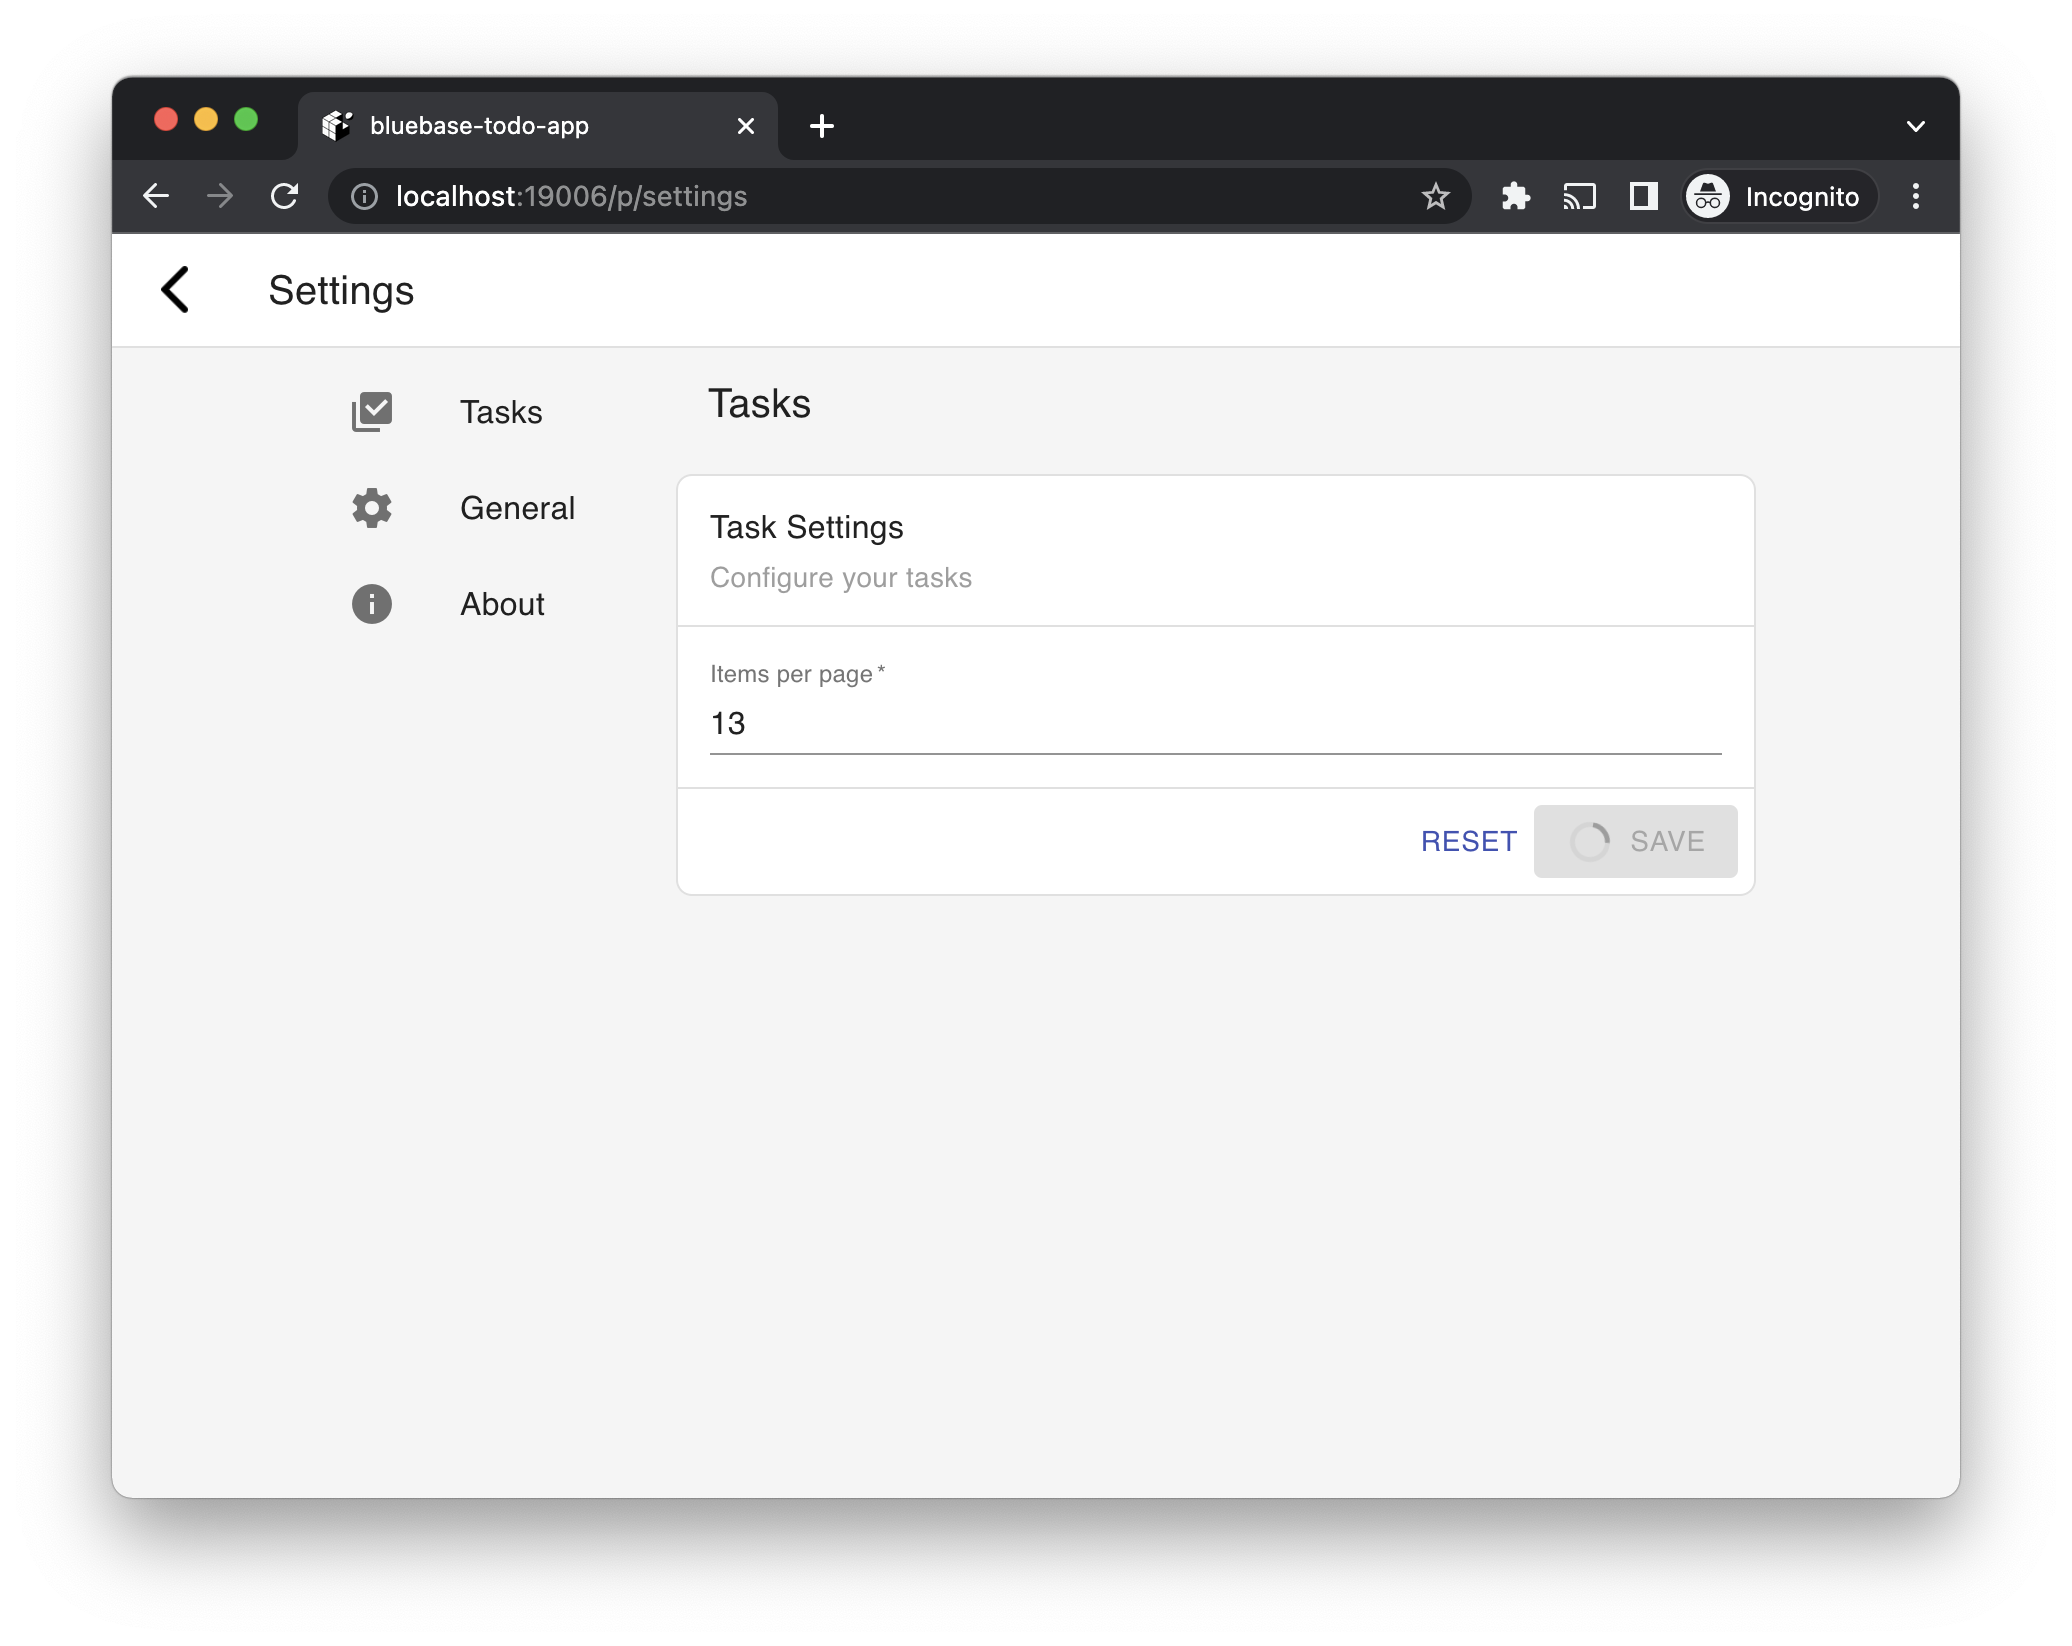 bluebase-todo-app
localhost:19006/p/settings
Incognito
Settings
Tasks
General
About
Tasks
Task Settings
Configure your tasks
Items per page *
13
RESET
SAVE